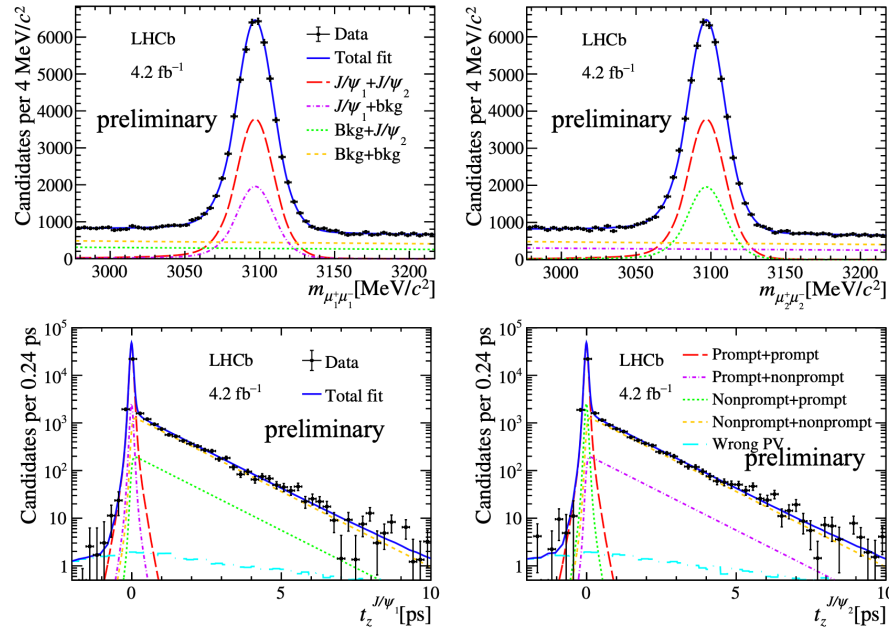 Candidates per 4 MeV/c²
6000
5000
4000
3000
2000
1000
0
LHCb
4.2 fb⁻¹
preliminary
Data
Total fit
J/ψ₁+J/ψ₂
J/ψ₁+bkg
Bkg+J/ψ₂
Bkg+bkg
3000 3050 3100 3150 3200
m_{μ₁⁺μ₁⁻}[MeV/c²]
Candidates per 4 MeV/c²
6000
5000
4000
3000
2000
1000
0
LHCb
4.2 fb⁻¹
preliminary
3000 3050 3100 3150 3200
m_{μ₂⁺μ₂⁻}[MeV/c²]
Candidates per 0.24 ps
10⁵
10⁴
10³
10²
10
1
LHCb
4.2 fb⁻¹
Data
Total fit
preliminary
0 5 10
t_z^{J/ψ₁}[ps]
Candidates per 0.24 ps
10⁵
10⁴
10³
10²
10
1
LHCb
4.2 fb⁻¹
Prompt+prompt
Prompt+nonprompt
Nonprompt+prompt
Nonprompt+nonprompt
Wrong PV
preliminary
0 5 10
t_z^{J/ψ₂}[ps]